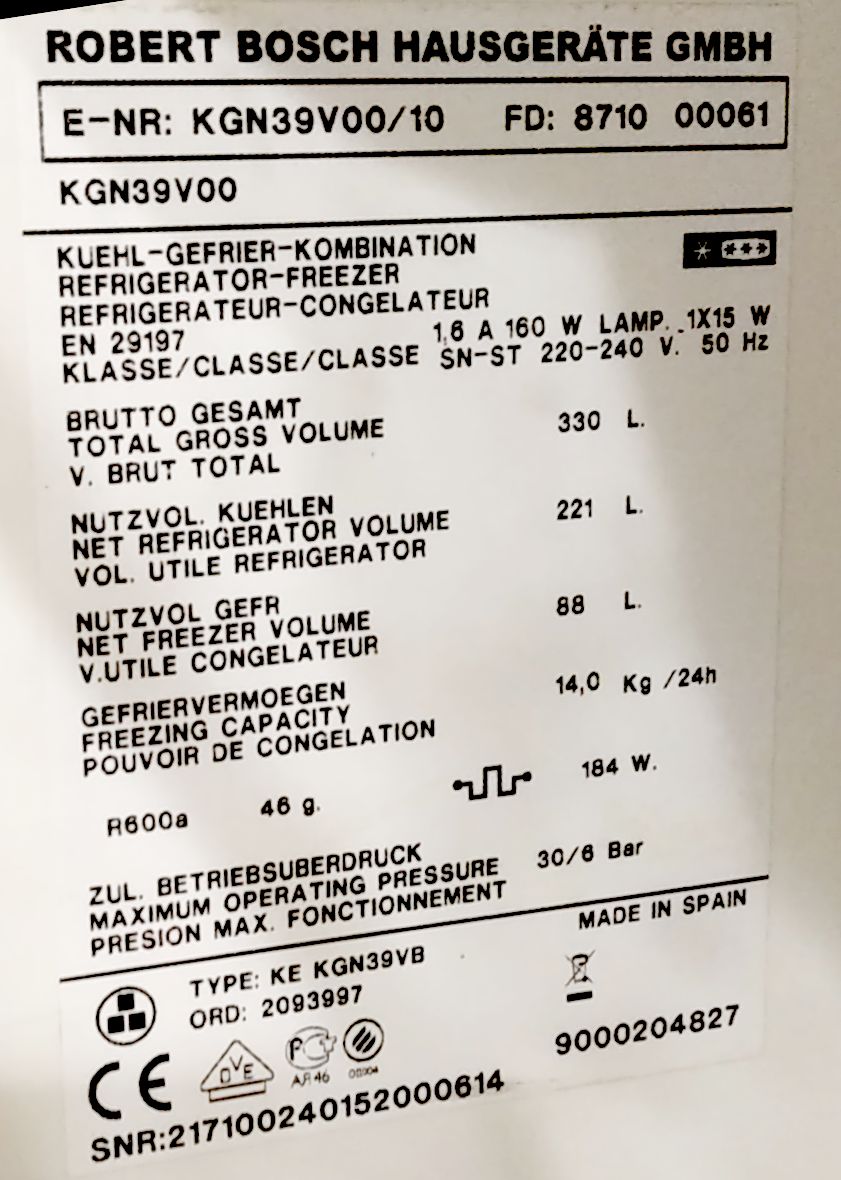 ROBERT BOSCH HAUSGERÄTE GMBH
E-NR: KGN39V00/10 FD: 8710 00061
KGN39V00
KUEHL-GEFRIER-KOMBINATION
REFRIGERATOR-FREEZER
REFRIGERATEUR-CONGELATEUR
EN 29197 1,6 A 160 W LAMP. 1X15 W
KLASSE/CLASSE/CLASSE SN-ST 220-240 V. 50 Hz
BRUTTO GESAMT
TOTAL GROSS VOLUME 330 L.
V. BRUT TOTAL
NUTZVOL. KUEHLEN
NET REFRIGERATOR VOLUME 221 L.
VOL. UTILE REFRIGERATOR
NUTZVOL GEFR
NET FREEZER VOLUME 88 L.
V.UTILE CONGELATEUR
GEFRIERVERMOEGEN
FREEZING CAPACITY 14,0 Kg /24h
POUVOIR DE CONGELATION
R600a 46 g. 184 W.
ZUL. BETRIEBSUBERDRUCK
MAXIMUM OPERATING PRESSURE 30/6 Bar
PRESION MAX. FONCTIONNEMENT
MADE IN SPAIN
TYPE: KE KGN39VB
ORD: 2093997
9000204827
CE DVE PC
АЯ46
SNR:217100240152000614